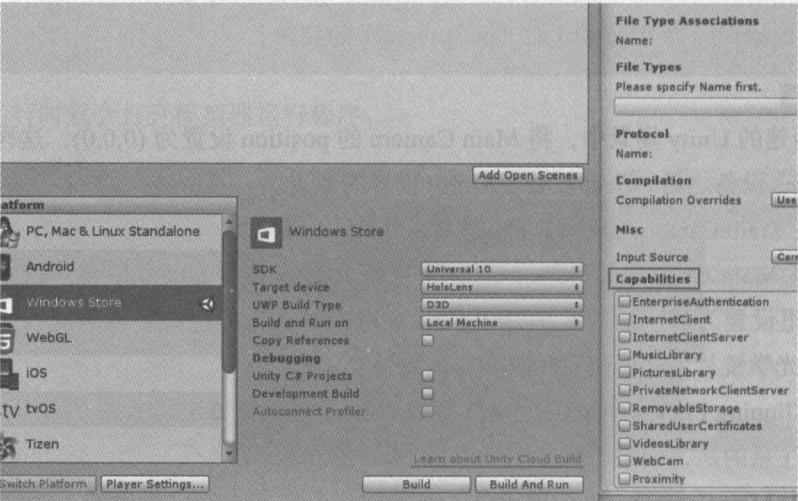 File Type Associations
Name:
File Types
Please specify Name first.
Protocol
Name:
Compilation
Compilation Overrides
Use
Misc
Input Source
Capabilities
EnterpriseAuthentication
InternetClient
InternetClientServer
MusicLibrary
PicturesLibrary
PrivateNetworkClientServer
RemovableStorage
SharedUserCertificates
VideosLibrary
WebCam
Proximity
Add Open Scenes
atform
PC, Mac & Linux Standalone
Android
Windows Store
WebGL
iOS
tv tvOS
Tizen
Switch Platform
Player Settings...
Windows Store
SDK
Universal 10
Target device
HoloLens
UWP Build Type
D3D
Build and Run on
Local Machine
Copy References
Debugging
Unity C# Projects
Development Build
Autoconnect Profiler
Learn about Unity Cloud Build
Build
Build And Run